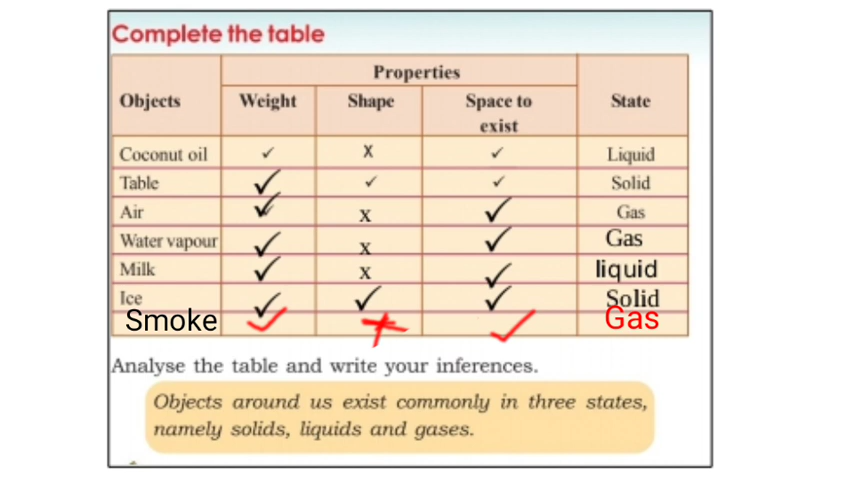 Complete the table
Properties
Objects Weight Shape Space to exist State
Coconut oil ✓ X ✓ Liquid
Table ✓ ✓ ✓ Solid
Air ✓ x ✓ Gas
Water vapour ✓ x ✓ Gas
Milk ✓ x ✓ liquid
Ice ✓ ✓ ✓ Solid
Smoke ✓ x ✓ Gas
Analyse the table and write your inferences.
Objects around us exist commonly in three states,
namely solids, liquids and gases.